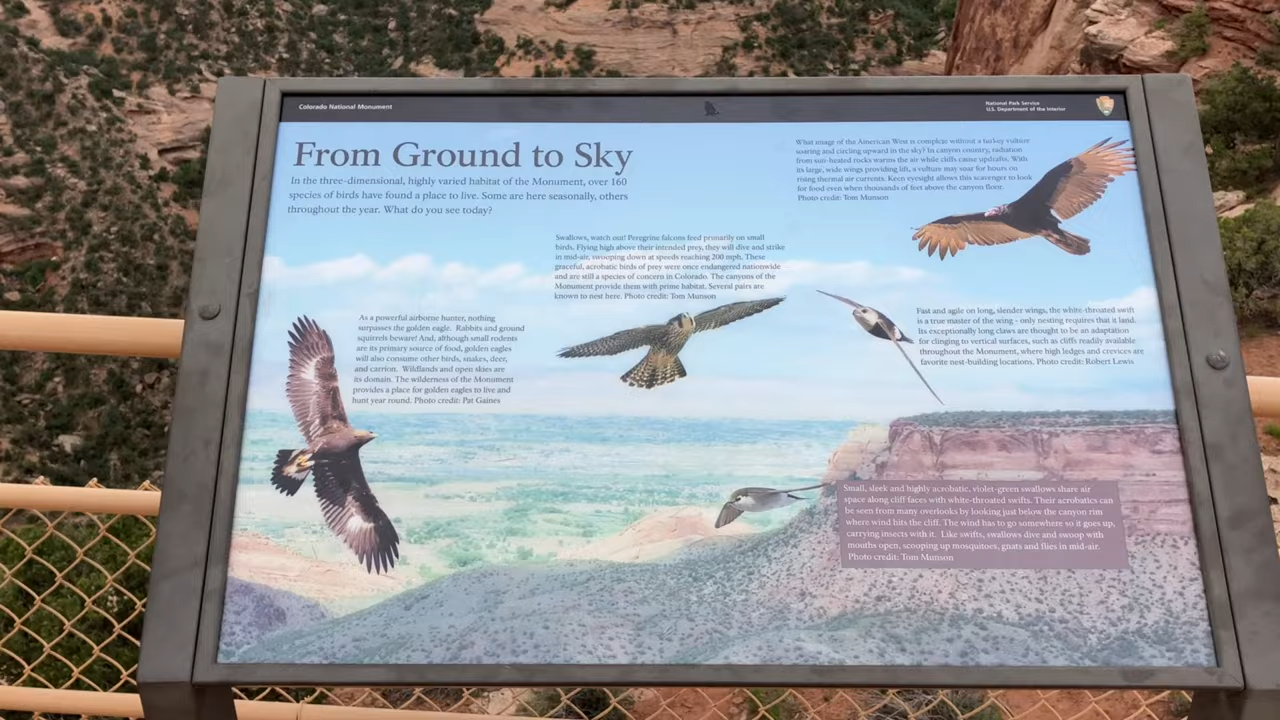 Colorado National Monument
National Park Service
U.S. Department of the Interior
From Ground to Sky
In the three-dimensional, highly varied habitat of the Monument, over 160
species of birds have found a place to live. Some are here seasonally, others
throughout the year. What do you see today?
What image of the American West is complete without a turkey vulture
soaring and circling upward in the sky? In canyon country, radiation
from sun-heated rocks warms the air while cliffs cause updrafts. With
its large, wide wings providing lift, a vulture may soar for hours on
rising thermal air currents. Keen eyesight allows this scavenger to look
for food even when thousands of feet above the canyon floor.
Photo credit: Tom Munson
Swallows, watch out! Peregrine falcons feed primarily on small
birds. Flying high above their intended prey, they will dive and strike
in mid-air, swooping down at speeds reaching 200 mph. These
graceful, acrobatic birds of prey were once endangered nationwide
and are still a species of concern in Colorado. The canyons of the
Monument provide them with prime habitat. Several pairs are
known to nest here. Photo credit: Tom Munson
As a powerful airborne hunter, nothing
surpasses the golden eagle. Rabbits and ground
squirrels beware! And, although small rodents
are its primary source of food, golden eagles
will also consume other birds, snakes, deer,
and carrion. Wildlands and open skies are
its domain. The wilderness of the Monument
provides a place for golden eagles to live and
hunt year round. Photo credit: Pat Gaines
Fast and agile on long, slender wings, the white-throated swift
is a true master of the wing - only nesting requires that it land.
Its exceptionally long claws are thought to be an adaptation
for clinging to vertical surfaces, such as cliffs readily available
throughout the Monument, where high ledges and crevices are
favorite nest-building locations. Photo credit: Robert Lewis
Small, sleek and highly acrobatic, violet-green swallows share air
space along cliff faces with white-throated swifts. Their acrobatics can
be seen from many overlooks by looking just below the canyon rim
where wind hits the cliff. The wind has to go somewhere so it goes up,
carrying insects with it. Like swifts, swallows dive and swoop with
mouths open, scooping up mosquitoes, gnats and flies in mid-air.
Photo credit: Tom Munson